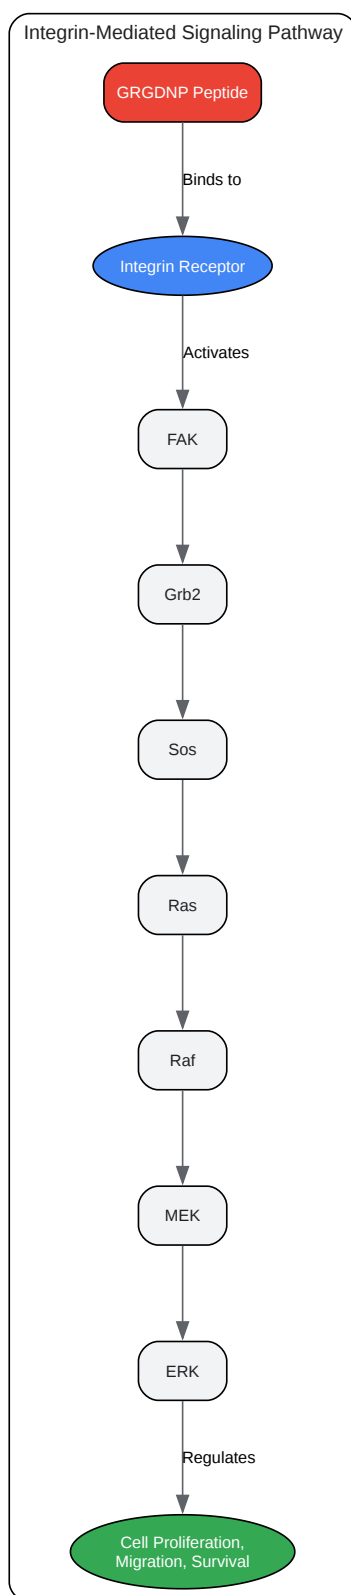 Integrin-Mediated Signaling Pathway
GRGDNP Peptide
Binds to
Integrin Receptor
Activates
FAK
Grb2
Sos
Ras
Raf
MEK
ERK
Regulates
Cell Proliferation,
Migration, Survival